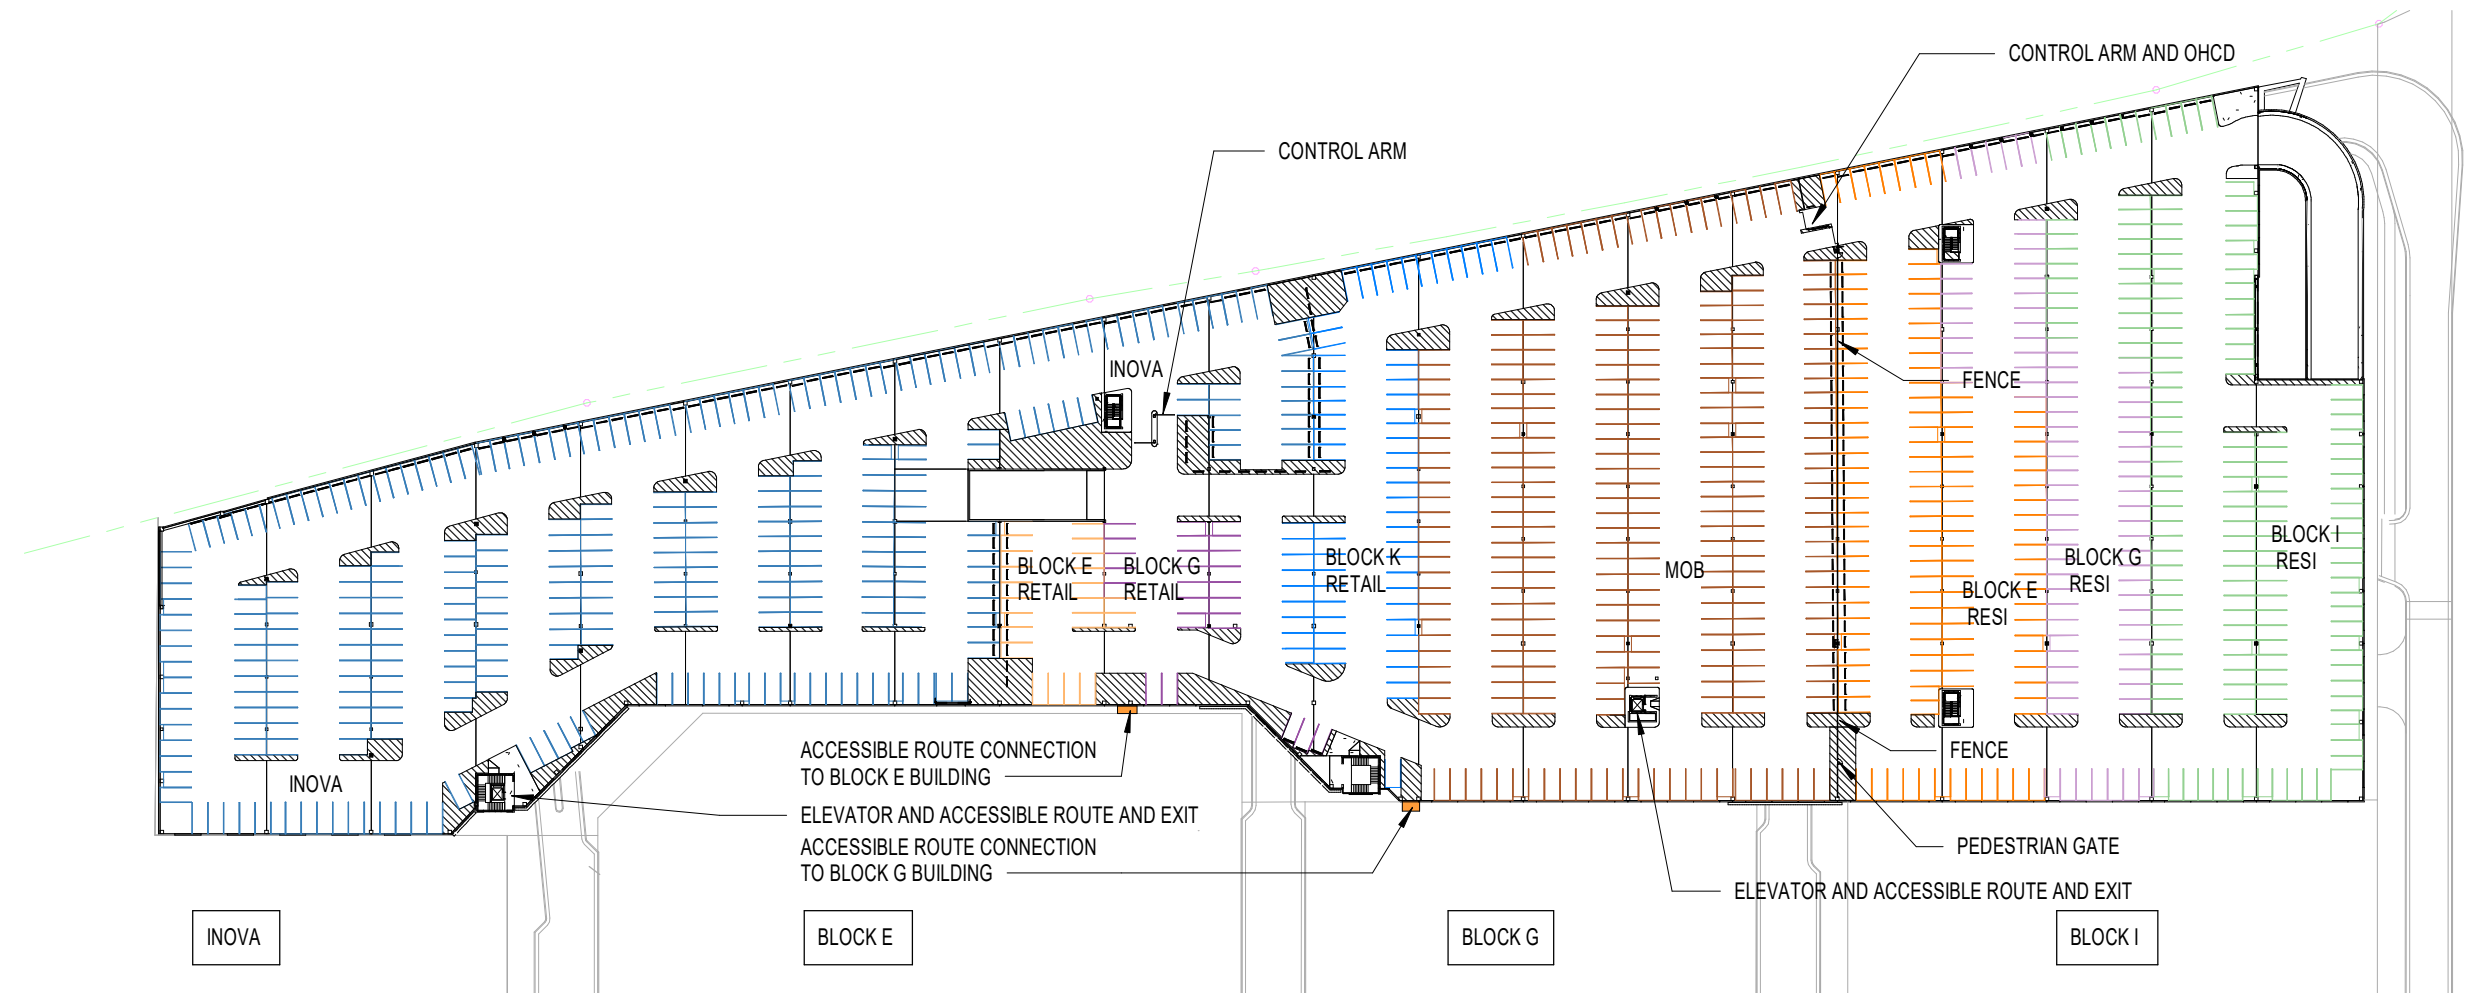 CONTROL ARM AND OHCD
CONTROL ARM
INOVA
FENCE
BLOCK E
RETAIL
BLOCK G
RETAIL
BLOCK K
RETAIL
MOB
BLOCK E
RESI
BLOCK G
RESI
BLOCK I
RESI
INOVA
ACCESSIBLE ROUTE CONNECTION
TO BLOCK E BUILDING
FENCE
ELEVATOR AND ACCESSIBLE ROUTE AND EXIT
ACCESSIBLE ROUTE CONNECTION
TO BLOCK G BUILDING
PEDESTRIAN GATE
ELEVATOR AND ACCESSIBLE ROUTE AND EXIT
INOVA
BLOCK E
BLOCK G
BLOCK I